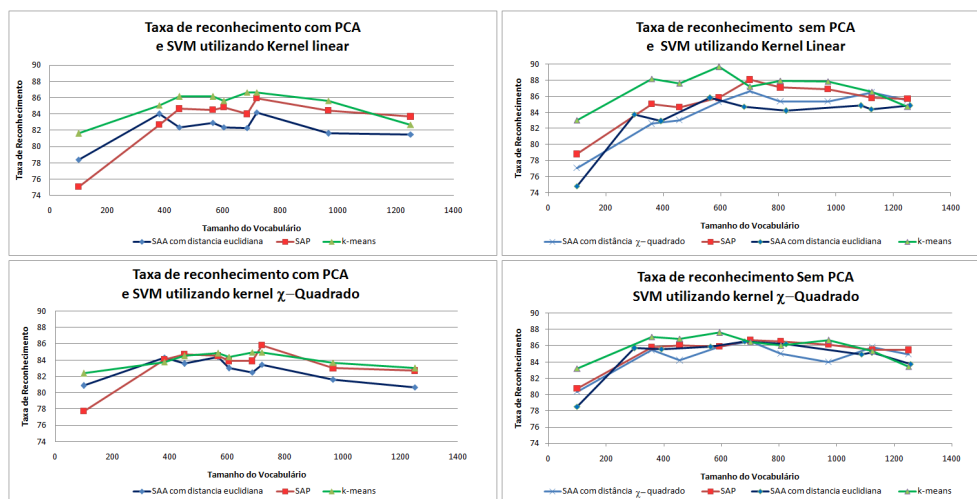 Taxa de reconhecimento com PCA
e SVM utilizando Kernel linear
Taxa de Reconhecimento
90
88
86
84
82
80
78
76
74
0 200 400 600 800 1000 1200 1400
Tamanho do Vocabulário
SAA com distancia euclidiana SAP k-means
Taxa de reconhecimento sem PCA
e SVM utilizando Kernel Linear
Taxa de Reconhecimento
90
88
86
84
82
80
78
76
74
0 200 400 600 800 1000 1200 1400
Tamanho do Vocabulário
SAA com distância χ−quadrado SAP SAA com distancia euclidiana k-means
Taxa de reconhecimento com PCA
e SVM utilizando kernel χ−Quadrado
Taxa de Reconhecimento
90
88
86
84
82
80
78
76
74
0 200 400 600 800 1000 1200 1400
Tamanho do Vocabulário
SAA com distancia euclidiana SAP k-means
Taxa de reconhecimento Sem PCA
SVM utilizando kernel χ−Quadrado
Taxa de Reconhecimento
90
88
86
84
82
80
78
76
74
0 200 400 600 800 1000 1200 1400
Tamanho do Vocabulário
SAA com distância χ−quadrado SAP SAA com distancia euclidiana k-means